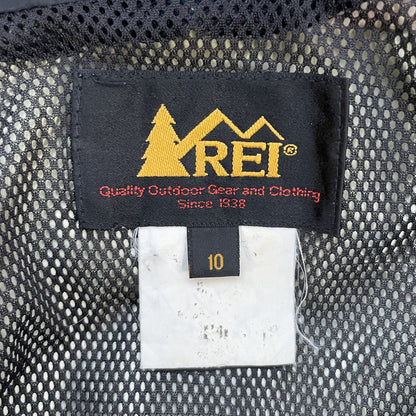 REI®
Quality Outdoor Gear and Clothing
Since 1938
10